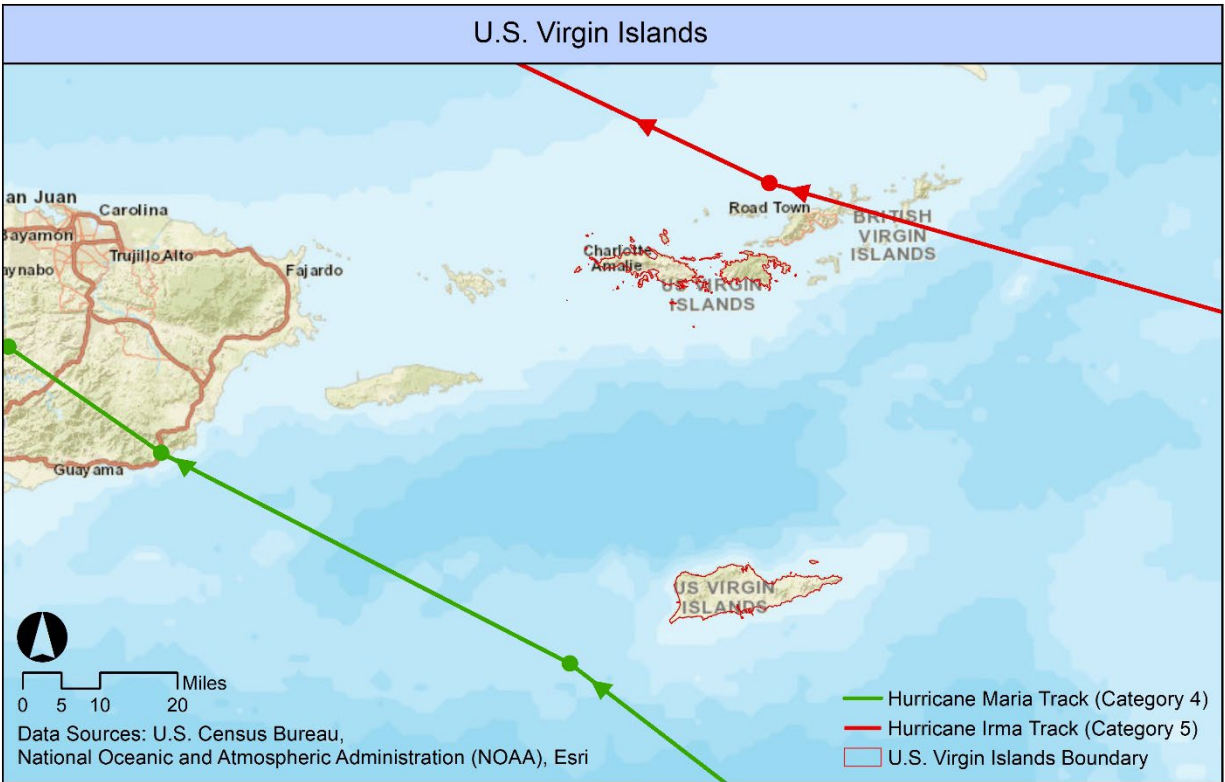 U.S. Virgin Islands
an Juan
Carolina
Bayamon
Trujillo Alto
aynabo
Fajardo
Guayama
Road Town
BRITISH
VIRGIN
ISLANDS
Charlotte
Amalie
US VIRGIN
ISLANDS
US VIRGIN
ISLANDS
Miles
0 5 10 20
Data Sources: U.S. Census Bureau,
National Oceanic and Atmospheric Administration (NOAA), Esri
Hurricane Maria Track (Category 4)
Hurricane Irma Track (Category 5)
U.S. Virgin Islands Boundary